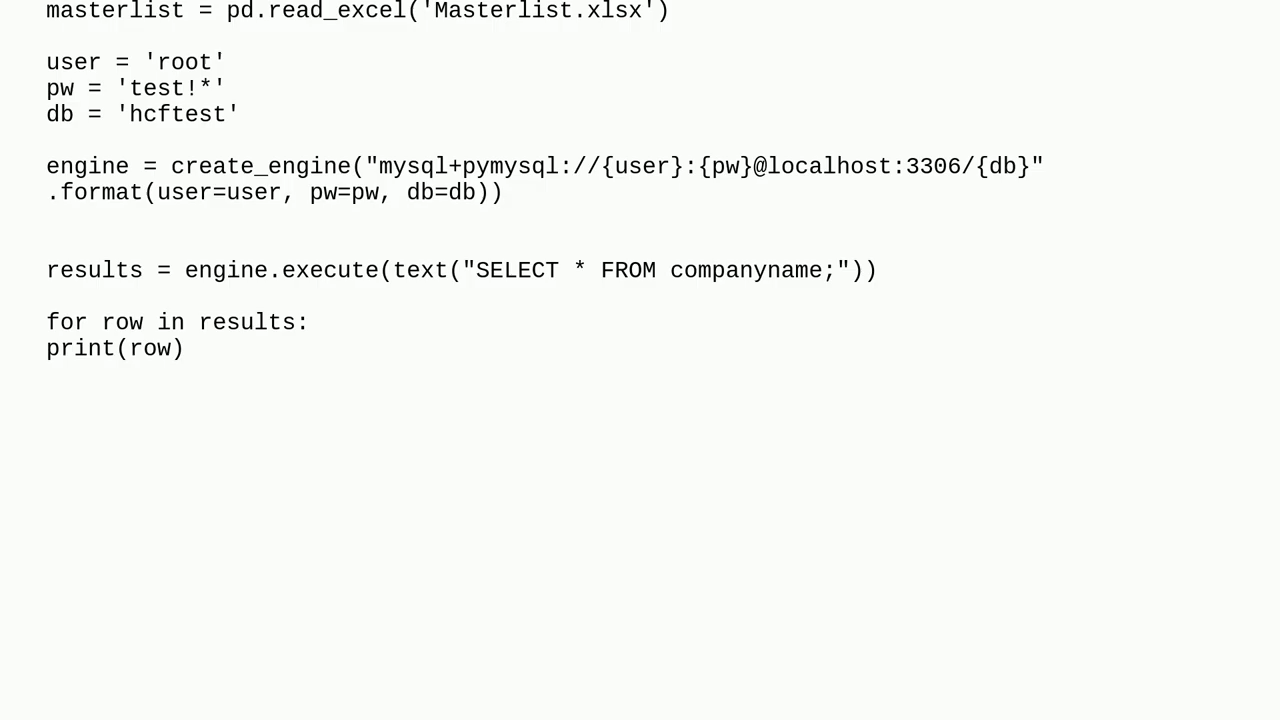 masterlist = pd.read_excel('Masterlist.xlsx')
user = 'root'
pw = 'test!*'
db = 'hcftest'
engine = create_engine("mysql+pymysql://{user}:{pw}@localhost:3306/{db}"
.format(user=user, pw=pw, db=db))
results = engine.execute(text("SELECT * FROM companyname;"))
for row in results:
print(row)